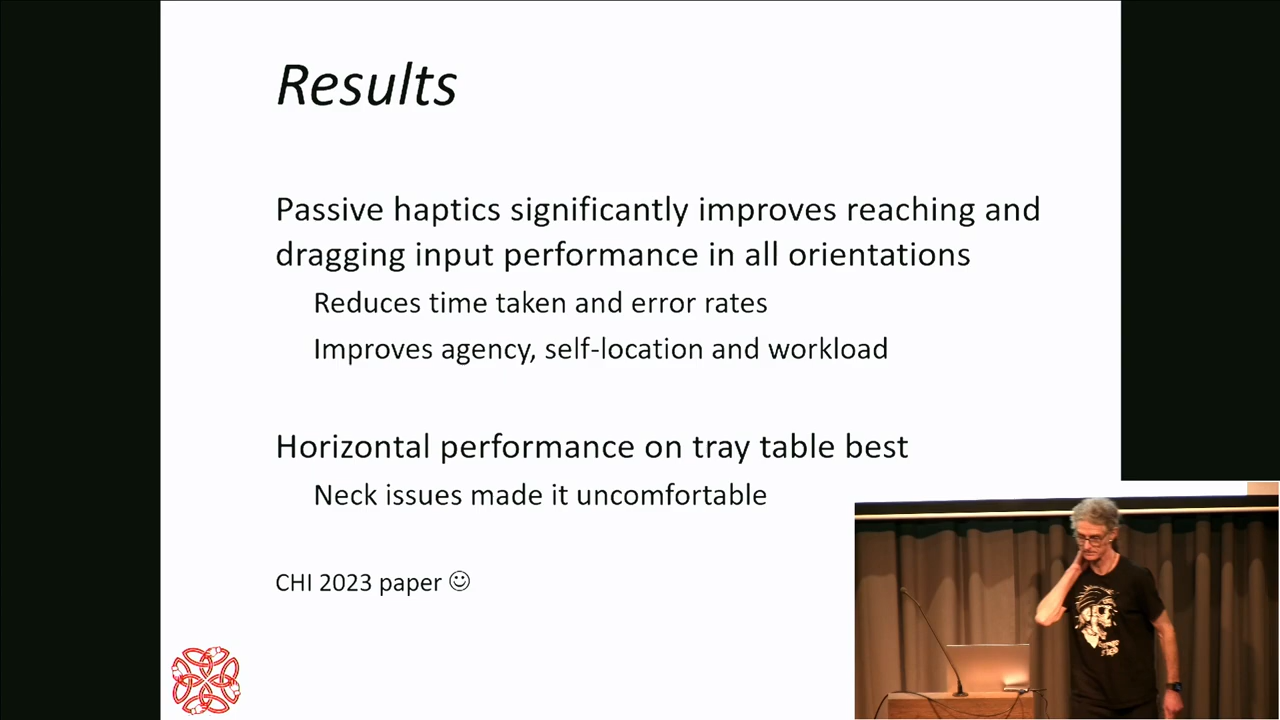 Results
Passive haptics significantly improves reaching and
dragging input performance in all orientations
Reduces time taken and error rates
Improves agency, self-location and workload
Horizontal performance on tray table best
Neck issues made it uncomfortable
CHI 2023 paper ☺